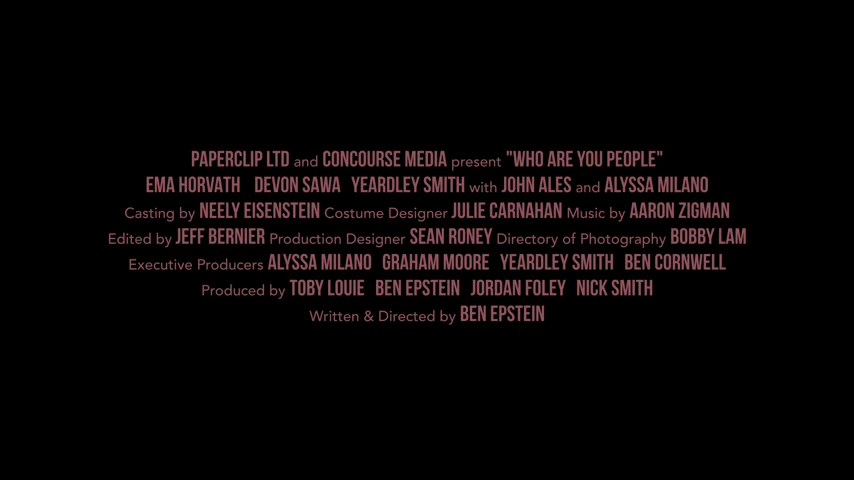 PAPERCLIP LTD and CONCOURSE MEDIA present "WHO ARE YOU PEOPLE"
EMA HORVATH DEVON SAWA YEARDLEY SMITH with JOHN ALES and ALYSSA MILANO
Casting by NEELY EISENSTEIN Costume Designer JULIE CARNAHAN Music by AARON ZIGMAN
Edited by JEFF BERNIER Production Designer SEAN RONEY Directory of Photography BOBBY LAM
Executive Producers ALYSSA MILANO GRAHAM MOORE YEARDLEY SMITH BEN CORNWELL
Produced by TOBY LOUIE BEN EPSTEIN JORDAN FOLEY NICK SMITH
Written & Directed by BEN EPSTEIN